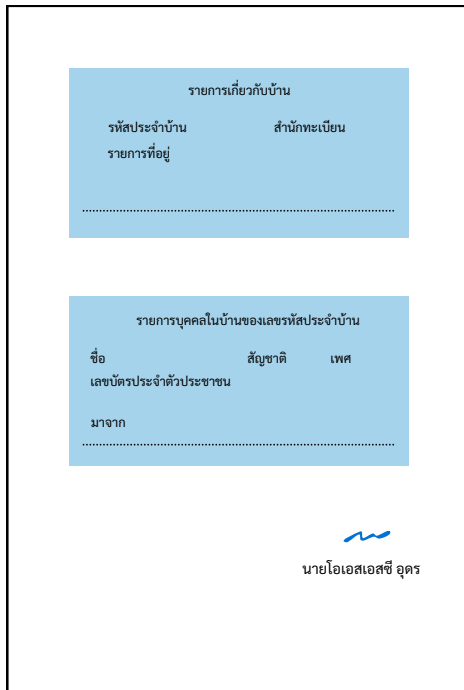 รายการเกี่ยวกับบ้าน
รหัสประจำบ้าน สำนักทะเบียน
รายการที่อยู่
รายการบุคคลในบ้านของเลขรหัสประจำบ้าน
ชื่อ สัญชาติ เพศ
เลขบัตรประจำตัวประชาชน
มาจาก
นายโอเอสเอสซี อุดร